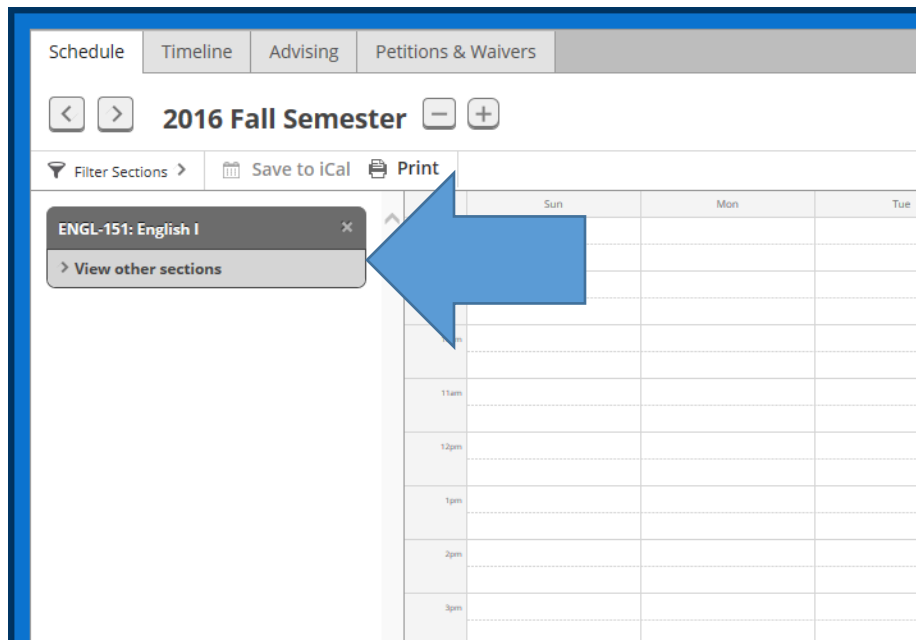 Schedule Timeline Advising Petitions & Waivers
2016 Fall Semester
Filter Sections Save to iCal Print
Sun Mon Tue
ENGL-151: English I
View other sections
11am
12pm
1pm
2pm
3pm